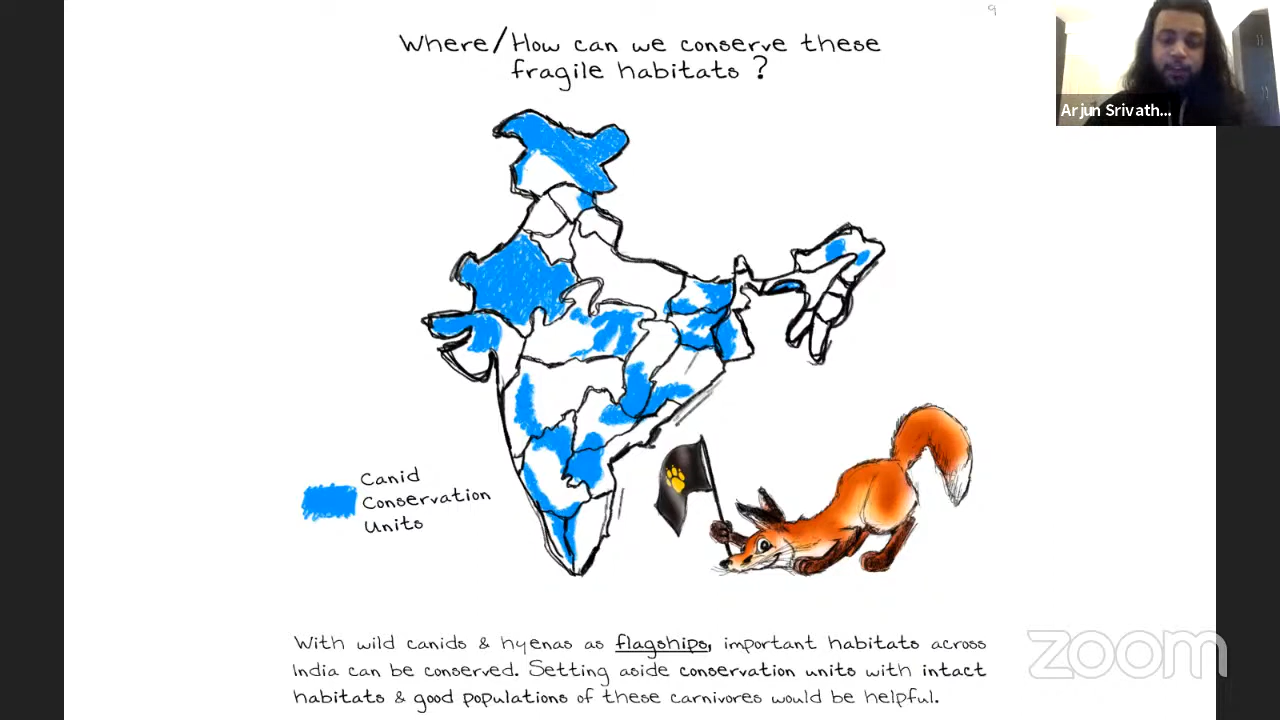 9
Where/How can we conserve these
fragile habitats ?
Arjun Srivath...
Canid
Conservation
Units
With wild canids & hyenas as flagships, important habitats across
India can be conserved. Setting aside conservation units with intact
habitats & good populations of these carnivores would be helpful.
zoom